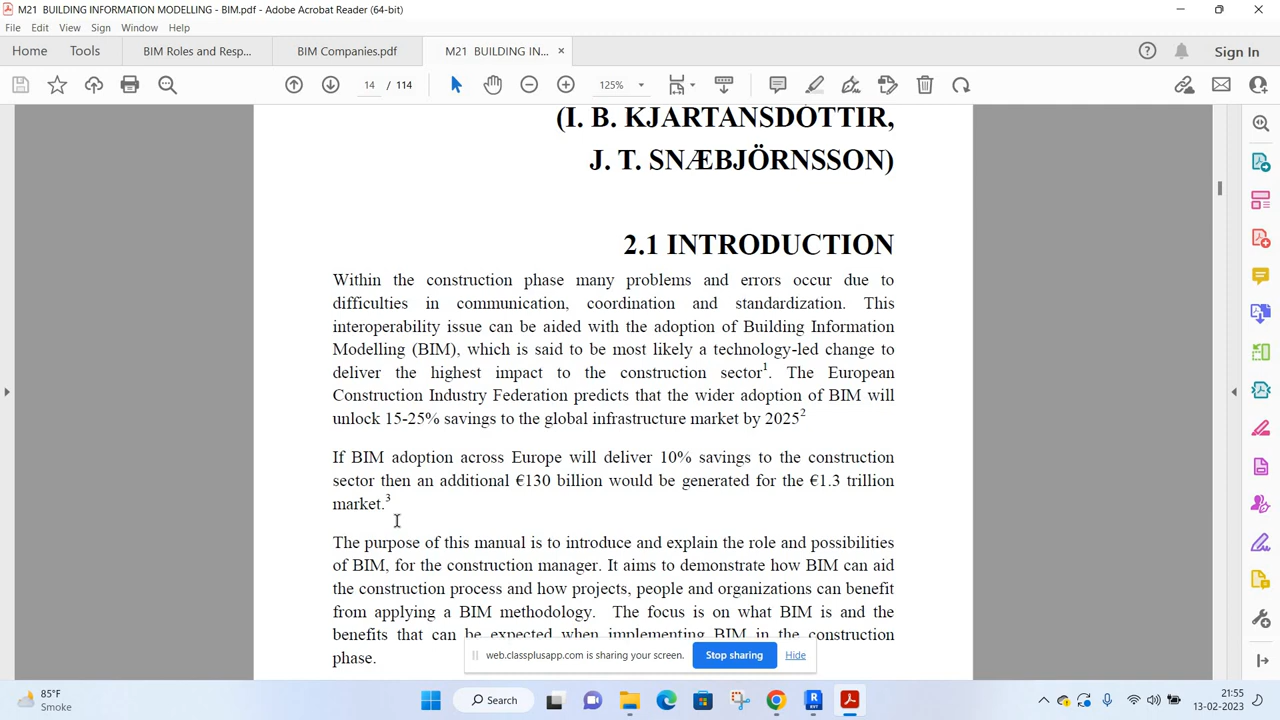 M21 BUILDING INFORMATION MODELLING - BIM.pdf - Adobe Acrobat Reader (64-bit)
File Edit View Sign Window Help
Home Tools BIM Roles and Resp... BIM Companies.pdf M21 BUILDING IN... × Sign In
14 / 114 125%
(I. B. KJARTANSDÓTTIR,
J. T. SNÆBJÖRNSSON)
2.1 INTRODUCTION
Within the construction phase many problems and errors occur due to
difficulties in communication, coordination and standardization. This
interoperability issue can be aided with the adoption of Building Information
Modelling (BIM), which is said to be most likely a technology-led change to
deliver the highest impact to the construction sector¹. The European
Construction Industry Federation predicts that the wider adoption of BIM will
unlock 15-25% savings to the global infrastructure market by 2025²
If BIM adoption across Europe will deliver 10% savings to the construction
sector then an additional €130 billion would be generated for the €1.3 trillion
market.³
The purpose of this manual is to introduce and explain the role and possibilities
of BIM, for the construction manager. It aims to demonstrate how BIM can aid
the construction process and how projects, people and organizations can benefit
from applying a BIM methodology. The focus is on what BIM is and the
benefits that can be expected when implementing BIM in the construction
phase.
web.classplusapp.com is sharing your screen. Stop sharing Hide
85°F
Smoke
Search
21:55
13-02-2023